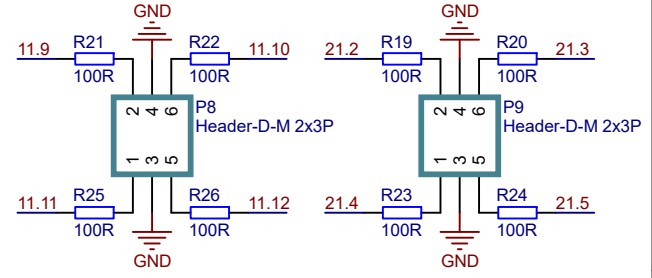 GND
GND
11.9
R21
R22
11.10
21.2
R19
R20
21.3
100R
100R
100R
100R
2
4
6
P8
2
4
6
P9
Header-D-M 2x3P
Header-D-M 2x3P
1
3
5
1
3
5
11.11
R25
R26
11.12
21.4
R23
R24
21.5
100R
100R
100R
100R
GND
GND